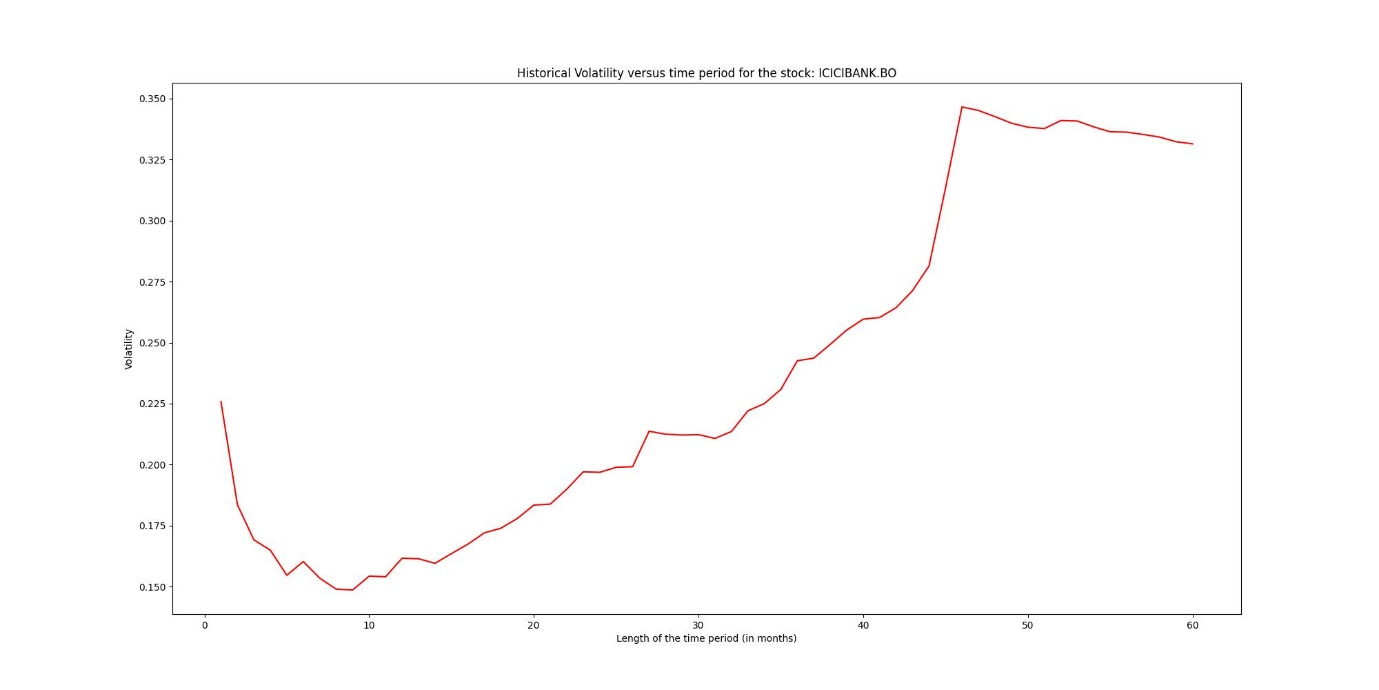 Historical Volatility versus time period for the stock: ICICIBANK.BO
0.350
0.325
0.300
0.275
0.250
0.225
0.200
0.175
0.150
Volatility
0 10 20 30 40 50 60
Length of the time period (in months)